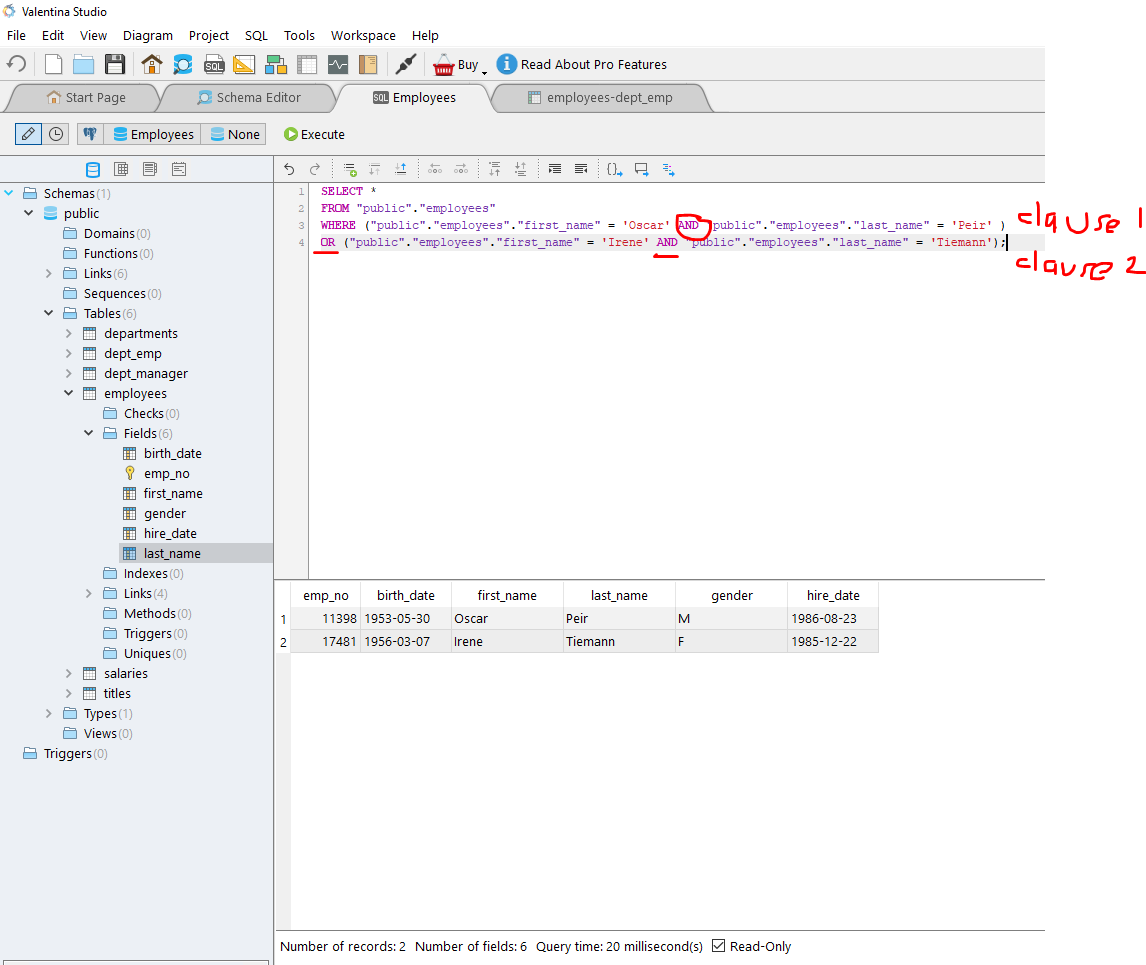 Valentina Studio
File Edit View Diagram Project SQL Tools Workspace Help
SQL Buy Read About Pro Features
Start Page Schema Editor SQL Employees employees-dept_emp
Employees None Execute
Schemas (1)
public
Domains (0)
Functions (0)
Links (6)
Sequences (0)
Tables (6)
departments
dept_emp
dept_manager
employees
Checks (0)
Fields (6)
birth_date
emp_no
first_name
gender
hire_date
last_name
Indexes (0)
Links (4)
Methods (0)
Triggers (0)
Uniques (0)
salaries
titles
Types (1)
Views (0)
Triggers (0)
1 SELECT *
2 FROM "public"."employees"
3 WHERE ("public"."employees"."first_name" = 'Oscar' AND "public"."employees"."last_name" = 'Peir' )
4 OR ("public"."employees"."first_name" = 'Irene' AND "public"."employees"."last_name" = 'Tiemann');
clause 1
clause 2
emp_no birth_date first_name last_name gender hire_date
1 11398 1953-05-30 Oscar Peir M 1986-08-23
2 17481 1956-03-07 Irene Tiemann F 1985-12-22
Number of records: 2 Number of fields: 6 Query time: 20 millisecond(s) Read-Only